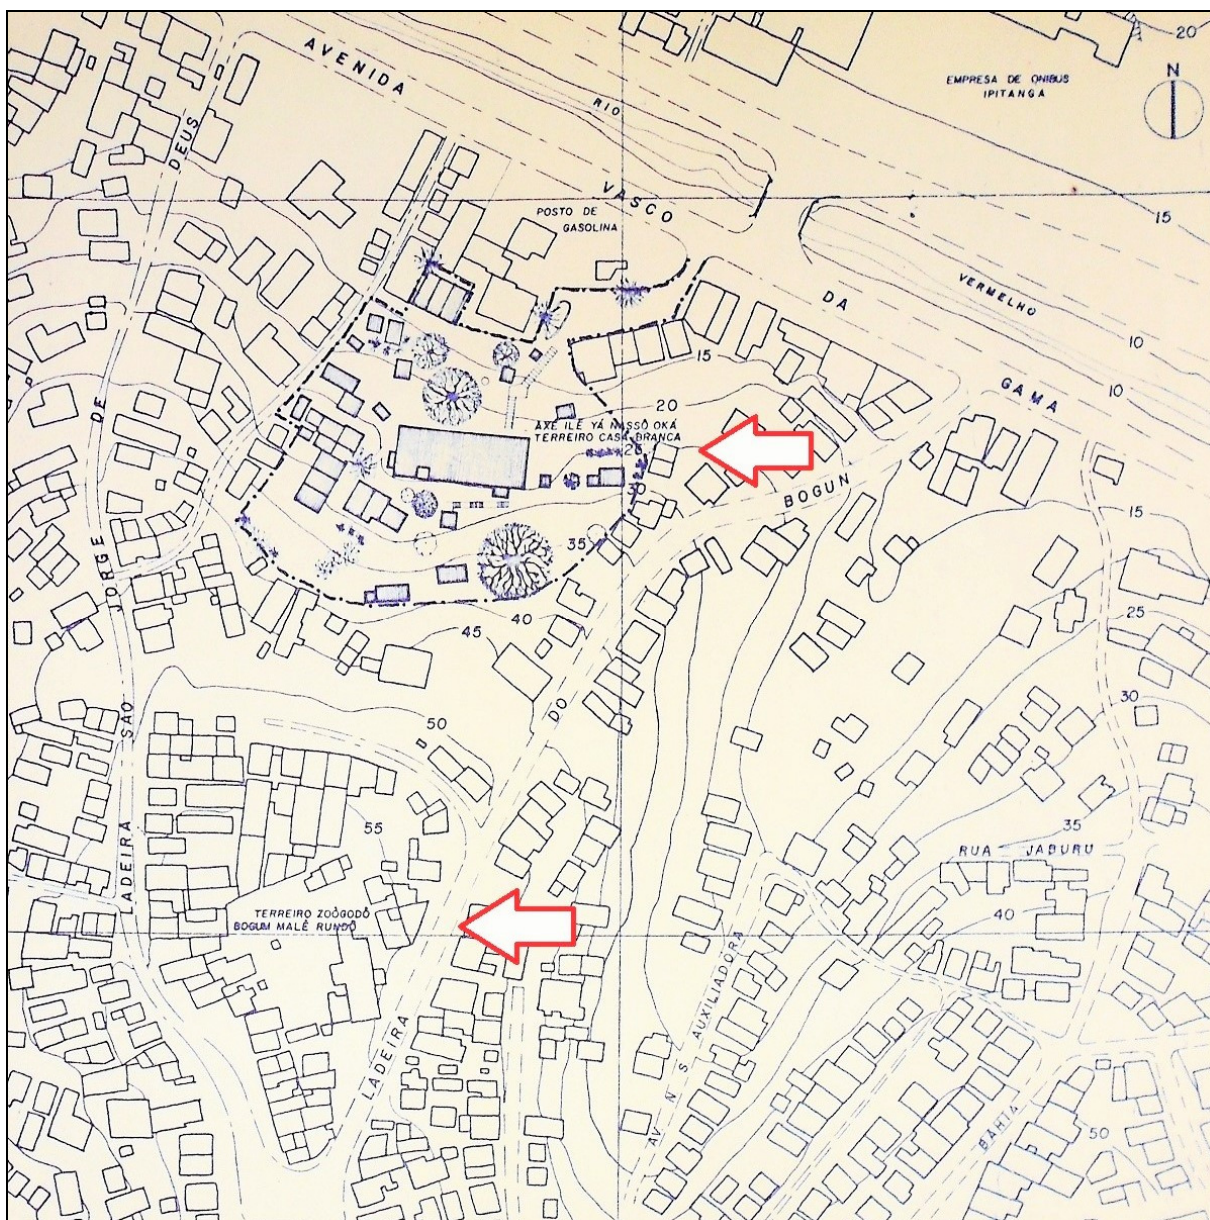 AVENIDA
RIO
EMPRESA DE ONIBUS
IPITANGA
N
20
DEUS
VASCO
POSTO DE
GASOLINA
15
VERMELHO
DA
10
GAMA
10
15
20
AXÉ ILÊ YÁ NASSÔ OKÁ
TERREIRO CASA BRANCA
25
30
BOGUN
15
DE
35
JORGE
40
45
25
30
SÃO
50
DO
55
35
RUA JABURU
LADEIRA
TERREIRO ZOÔGODÔ
BOGUM MALÊ RUNDÔ
40
AV N S AUXILIADORA
LADEIRA
BAHIA
50